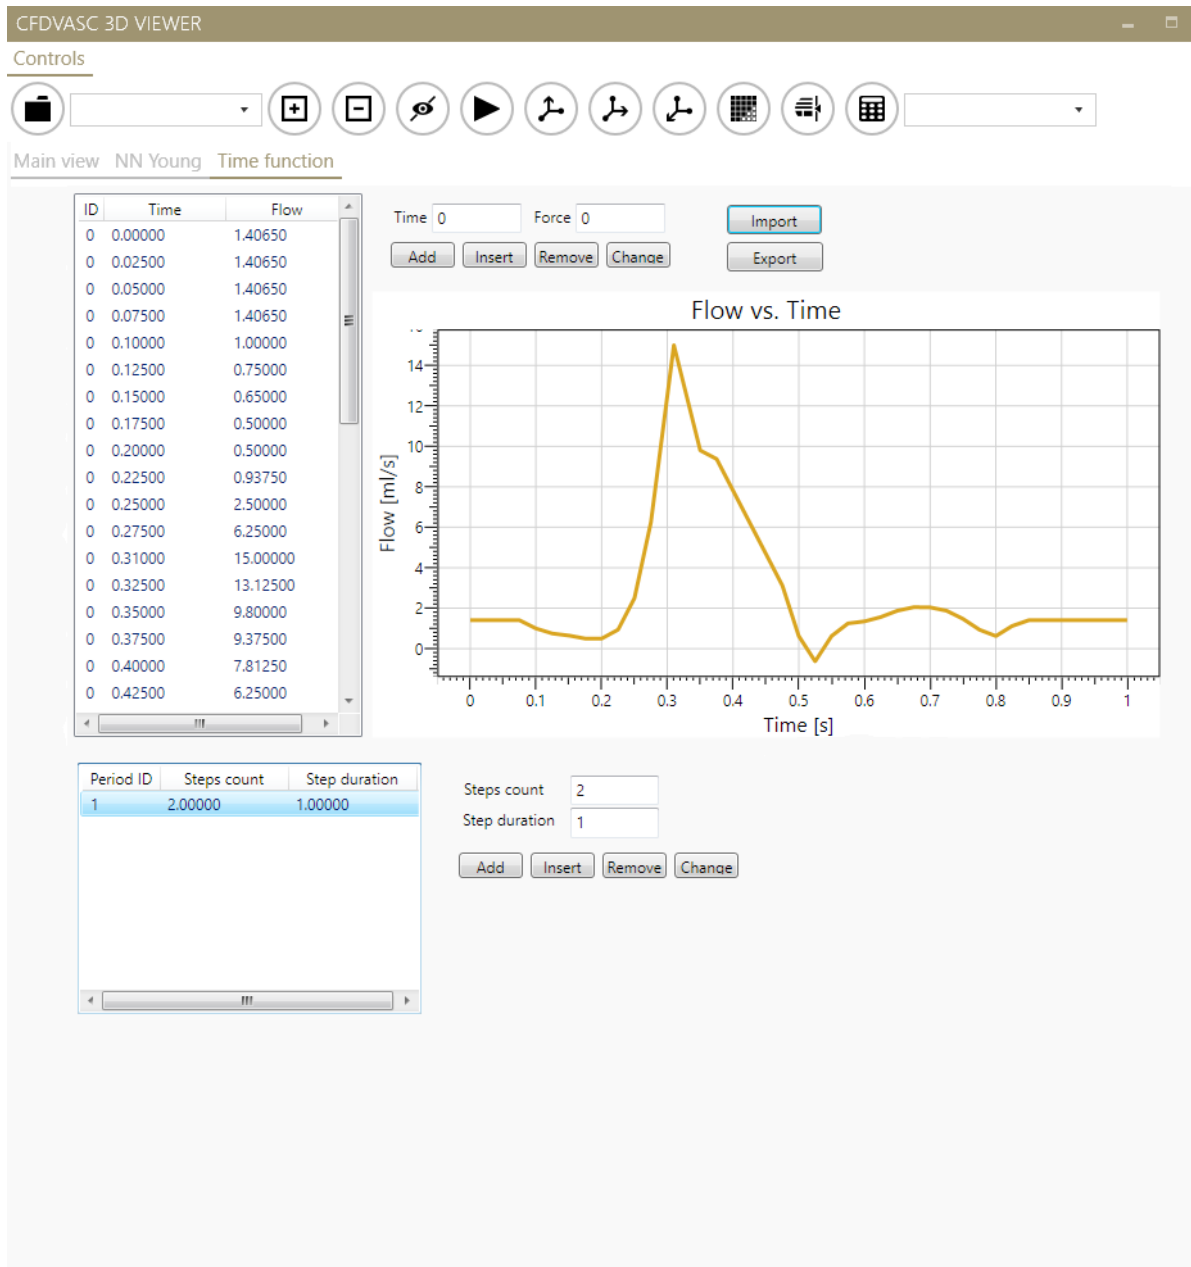 CFDVASC 3D VIEWER
Controls
Main view NN Young Time function
ID Time Flow
0 0.00000 1.40650
0 0.02500 1.40650
0 0.05000 1.40650
0 0.07500 1.40650
0 0.10000 1.00000
0 0.12500 0.75000
0 0.15000 0.65000
0 0.17500 0.50000
0 0.20000 0.50000
0 0.22500 0.93750
0 0.25000 2.50000
0 0.27500 6.25000
0 0.31000 15.00000
0 0.32500 13.12500
0 0.35000 9.80000
0 0.37500 9.37500
0 0.40000 7.81250
0 0.42500 6.25000
Time 0 Force 0
Add Insert Remove Change
Import
Export
Flow vs. Time
Flow [ml/s]
14
12
10
8
6
4
2
0
0 0.1 0.2 0.3 0.4 0.5 0.6 0.7 0.8 0.9 1
Time [s]
Period ID Steps count Step duration
1 2.00000 1.00000
Steps count 2
Step duration 1
Add Insert Remove Change